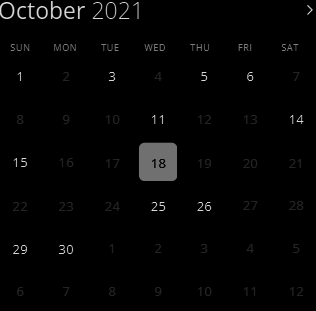 October 2021
SUN MON TUE WED THU FRI SAT
1 2 3 4 5 6 7
8 9 10 11 12 13 14
15 16 17 18 19 20 21
22 23 24 25 26 27 28
29 30 1 2 3 4 5
6 7 8 9 10 11 12